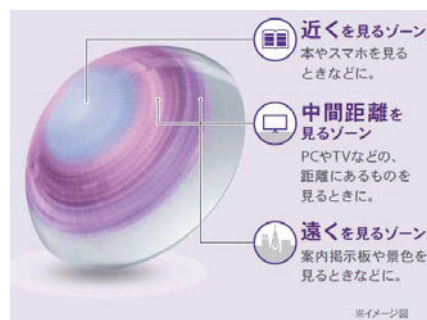 近くを見るゾーン
本やスマホを見る
ときなどに。
中間距離を
見るゾーン
PCやTVなどの、
距離にあるものを
見るときに。
遠くを見るゾーン
案内掲示板や景色を
見るときなどに。
※イメージ図